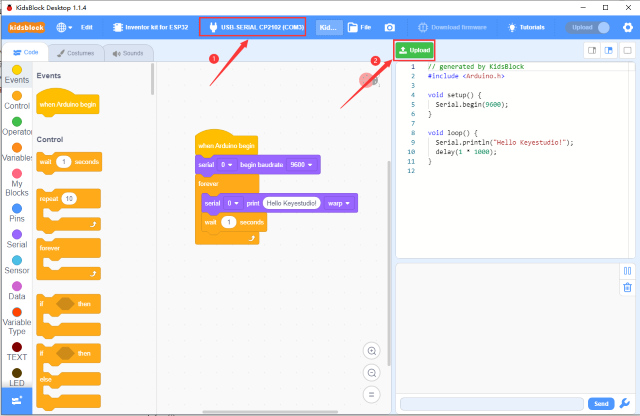 KidsBlock Desktop 1.1.4
kidsblock
Edit
Inventor kit for ESP32
USB-SERIAL CP2102 (COM3)
Kid...
File
Download firmware
Tutorials
Upload
Code
Costumes
Sounds
1
2
Upload
Events
Control
Operator
Variables
My
Blocks
Pins
Serial
Sensor
Data
Variable
Type
TEXT
LED
Events
when Arduino begin
Control
wait 1 seconds
repeat 10
forever
if then
if then
else
when Arduino begin
serial 0 begin baudrate 9600
forever
serial 0 print Hello Keyestudio! warp
wait 1 seconds
1 // generated by KidsBlock
2 #include <Arduino.h>
3
4 void setup() {
5 Serial.begin(9600);
6 }
7
8 void loop() {
9 Serial.println("Hello Keyestudio!");
10 delay(1 * 1000);
11 }
12
Send